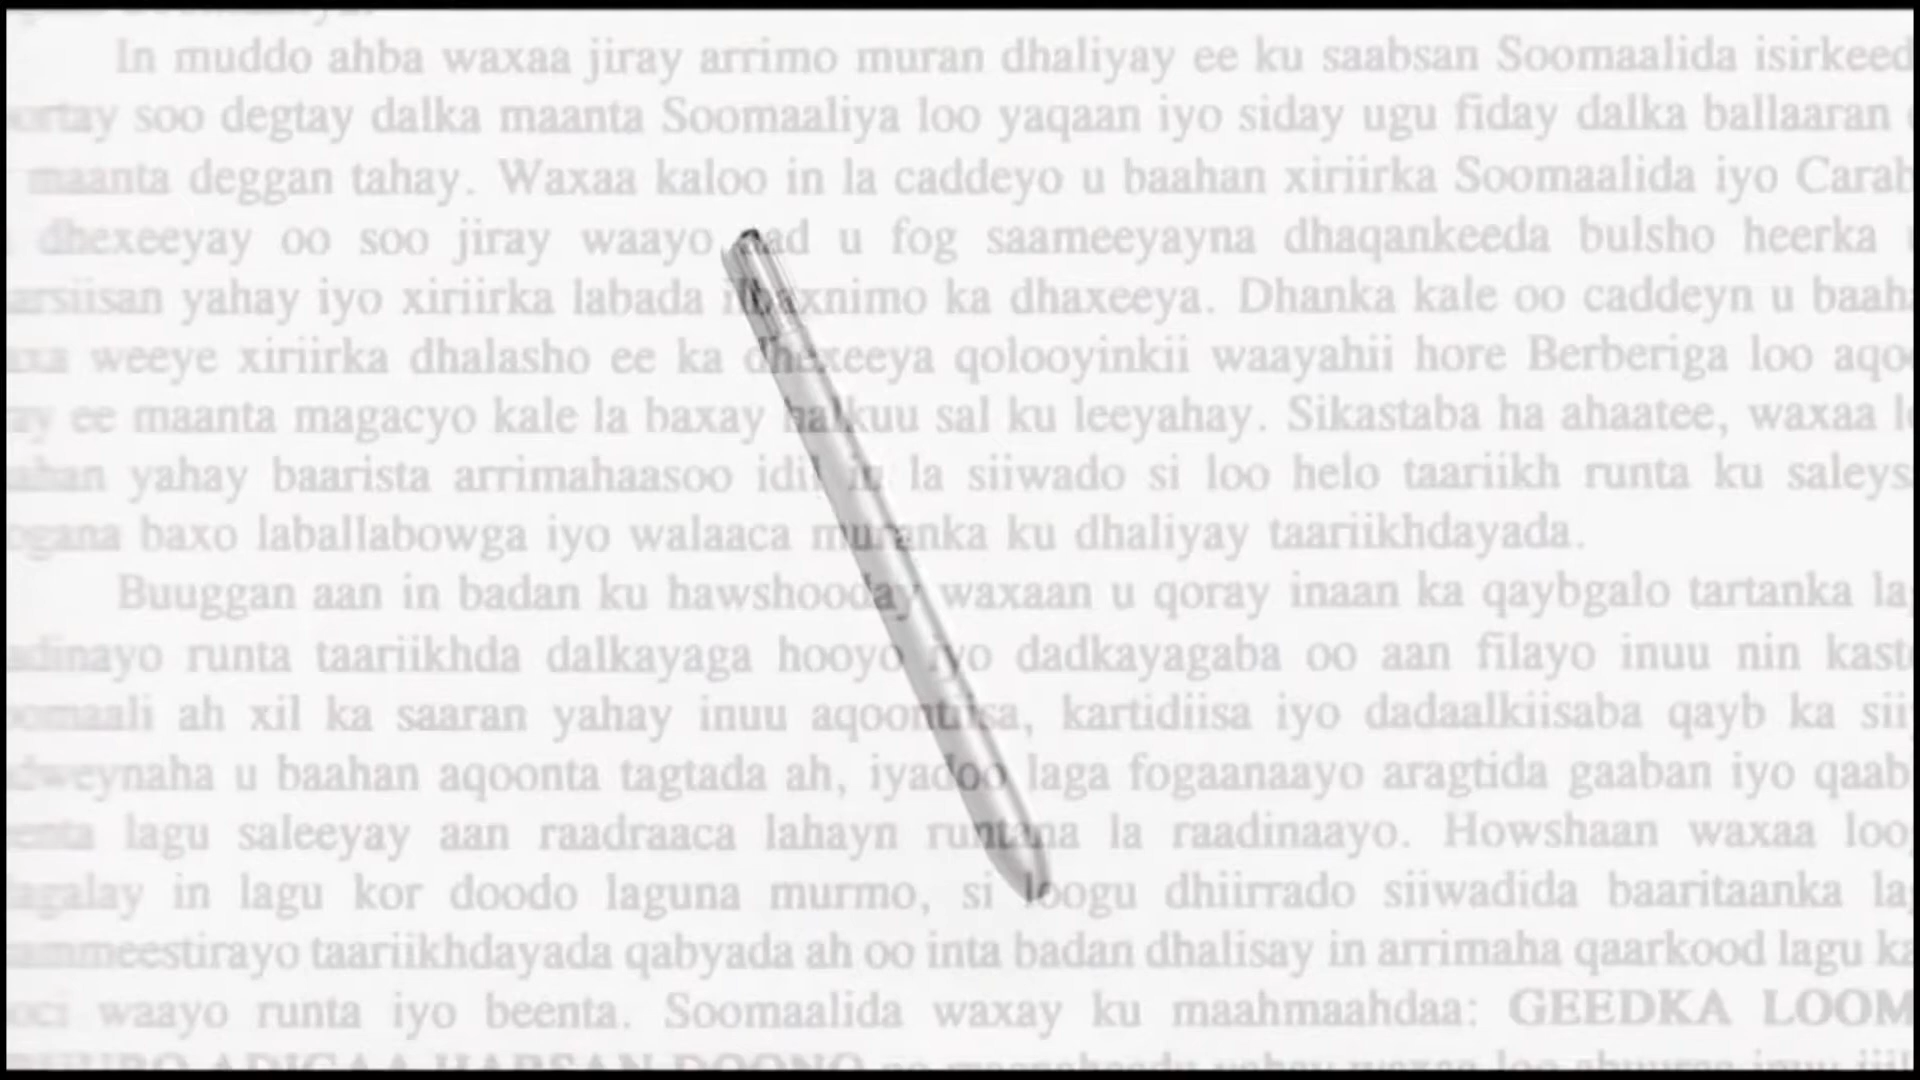 In muddo ahba waxaa jiray arrimo muran dhaliyay ee ku saabsan Soomaalida isirkeed
soo degtay dalka maanta Soomaaliya loo yaqaan iyo siday ugu fiday dalka ballaaran
maanta deggan tahay. Waxaa kaloo in la caddeyo u baahan xiriirka Soomaalida iyo Carab
dhexeeyay oo soo jiray waayo u fog saameeyayna dhaqankeeda bulsho heerka
yahay iyo xiriirka labada ka dhaxeeya. Dhanka kale oo caddeyn u
weeye xiriirka dhalasho ee ka dhexeeya qolooyinkii waayahii hore Berberiga loo
ee maanta magacyo kale la baxay halkuu sal ku leeyahay. Sikastaba ha ahaatee, waxaa
yahay baarista arrimahaasoo la siiwado si loo helo taariikh runta ku
baxo laballabowga iyo walaaca muranka ku dhaliyay taariikhdayada.
Buuggan aan in badan ku hawshooday waxaan u qoray inaan ka qaybgalo tartanka
runta taariikhda dalkayaga hooyo iyo dadkayagaba oo aan filayo inuu nin
ah xil ka saaran yahay inuu kartidiisa iyo dadaalkiisaba qayb ka
u baahan aqoonta tagtada ah, iyadoo laga fogaanaayo aragtida gaaban iyo
lagu saleeyay aan raadraaca lahayn runtana la raadinaayo. Howshaan waxaa
in lagu kor doodo laguna murmo, si loogu dhiirrado siiwadida baaritaanka
taariikhdayada qabyada ah oo inta badan dhalisay in arrimaha qaarkood lagu
waayo runta iyo beenta. Soomaalida waxay ku maahmaahdaa: GEEDKA